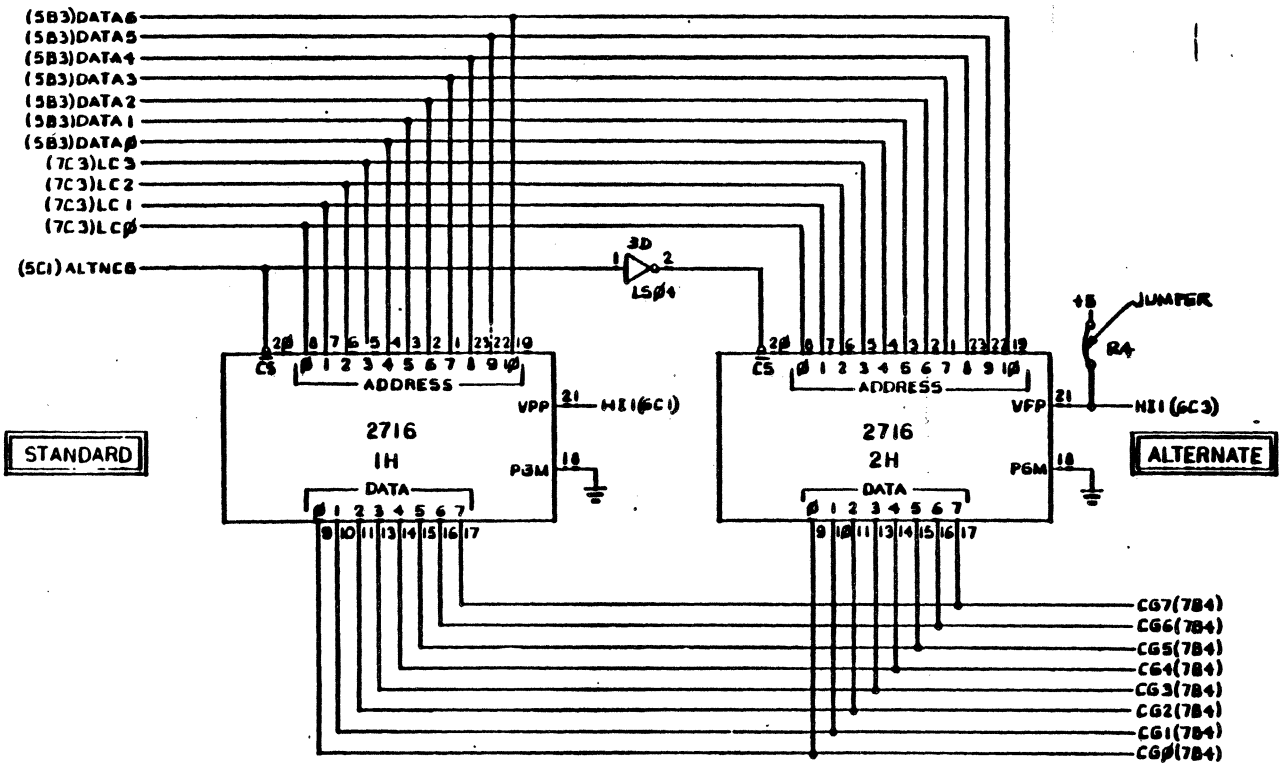 (5B3)DATA6
(5B3)DATA5
(5B3)DATA4
(5B3)DATA3
(5B3)DATA2
(5B3)DATA1
(5B3)DATAØ
(7C3)LC3
(7C3)LC2
(7C3)LC1
(7C3)LCØ
(5C1)ALTNCG
1 3D 2
LSØ4
+5
JUMPER
R4
2Ø 8 7 6 5 4 3 2 1 23 22 19
CS Ø 1 2 3 4 5 6 7 8 9 1Ø
ADDRESS
VPP 21 HI1(6C1)
2716
1H
PGM 18
DATA
Ø 1 2 3 4 5 6 7
9 10 11 13 14 15 16 17
STANDARD
2Ø 8 7 6 5 4 3 2 1 23 22 19
CS Ø 1 2 3 4 5 6 7 8 9 1Ø
ADDRESS
VPP 21 HI1(6C3)
2716
2H
PGM 18
DATA
Ø 1 2 3 4 5 6 7
9 1Ø 11 13 14 15 16 17
ALTERNATE
CG7(7B4)
CG6(7B4)
CG5(7B4)
CG4(7B4)
CG3(7B4)
CG2(7B4)
CG1(7B4)
CGØ(7B4)